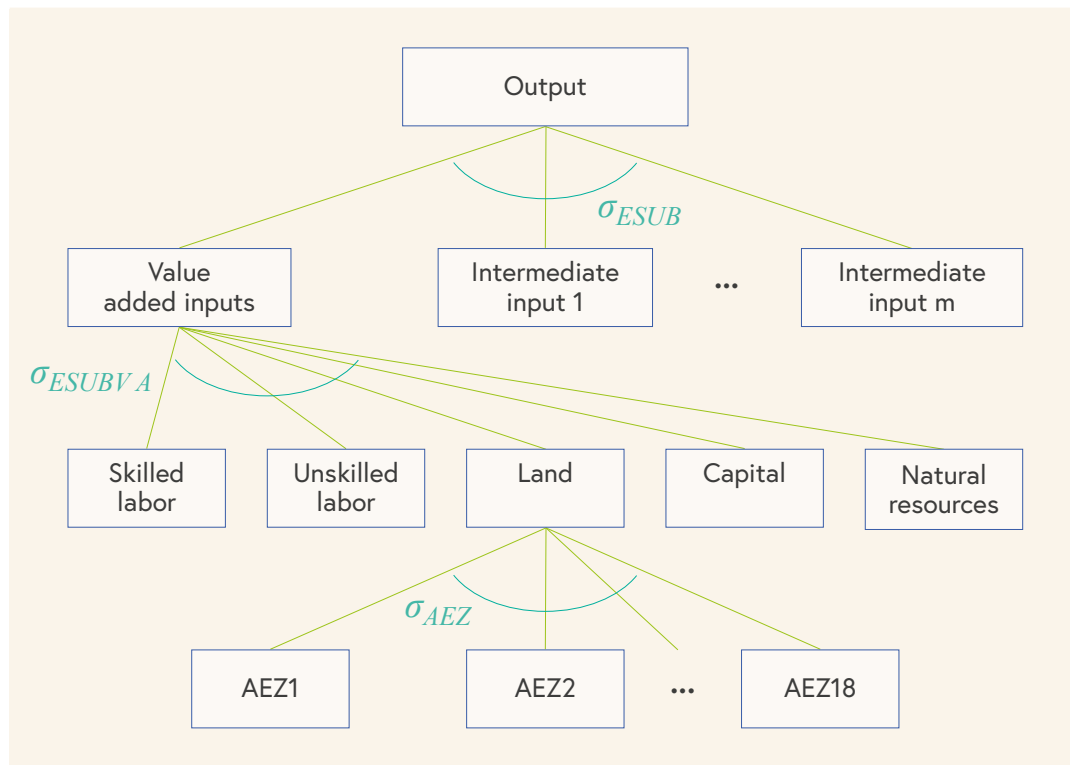 Output
σESUB
Value
added inputs
Intermediate
input 1
...
Intermediate
input m
σESUBV A
Skilled
labor
Unskilled
labor
Land
Capital
Natural
resources
σAEZ
AEZ1
AEZ2
...
AEZ18